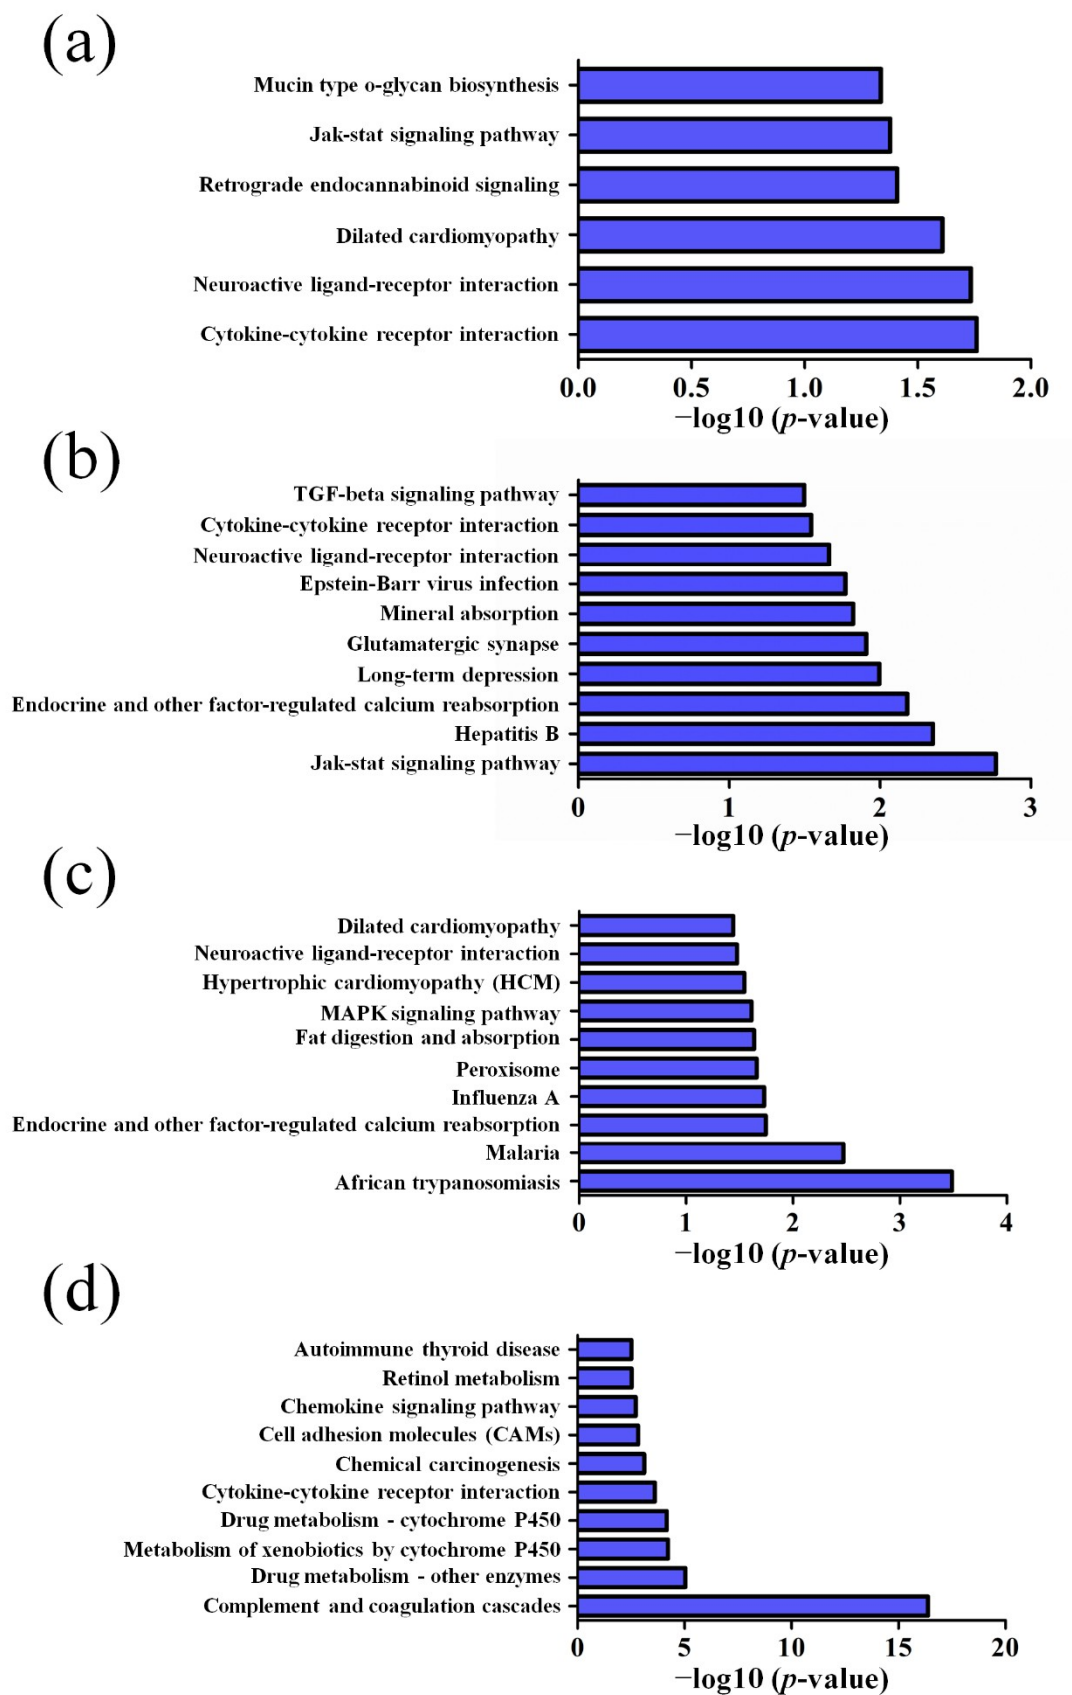 (a)
Mucin type o-glycan biosynthesis
Jak-stat signaling pathway
Retrograde endocannabinoid signaling
Dilated cardiomyopathy
Neuroactive ligand-receptor interaction
Cytokine-cytokine receptor interaction
0.0 0.5 1.0 1.5 2.0
−log10 (p-value)
(b)
TGF-beta signaling pathway
Cytokine-cytokine receptor interaction
Neuroactive ligand-receptor interaction
Epstein-Barr virus infection
Mineral absorption
Glutamatergic synapse
Long-term depression
Endocrine and other factor-regulated calcium reabsorption
Hepatitis B
Jak-stat signaling pathway
0 1 2 3
−log10 (p-value)
(c)
Dilated cardiomyopathy
Neuroactive ligand-receptor interaction
Hypertrophic cardiomyopathy (HCM)
MAPK signaling pathway
Fat digestion and absorption
Peroxisome
Influenza A
Endocrine and other factor-regulated calcium reabsorption
Malaria
African trypanosomiasis
0 1 2 3 4
−log10 (p-value)
(d)
Autoimmune thyroid disease
Retinol metabolism
Chemokine signaling pathway
Cell adhesion molecules (CAMs)
Chemical carcinogenesis
Cytokine-cytokine receptor interaction
Drug metabolism - cytochrome P450
Metabolism of xenobiotics by cytochrome P450
Drug metabolism - other enzymes
Complement and coagulation cascades
0 5 10 15 20
−log10 (p-value)